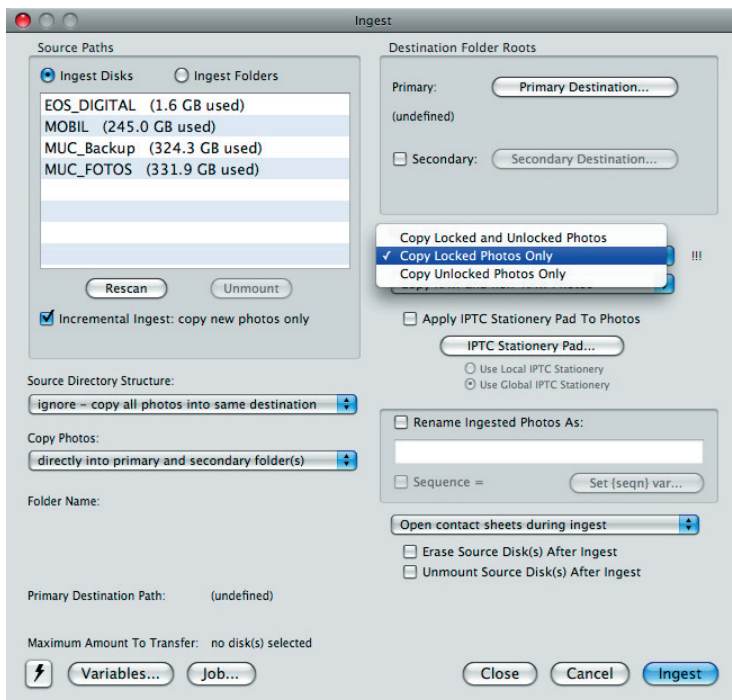 Ingest
Source Paths
Ingest Disks
Ingest Folders
EOS_DIGITAL (1.6 GB used)
MOBIL (245.0 GB used)
MUC_Backup (324.3 GB used)
MUC_FOTOS (331.9 GB used)
Rescan
Unmount
Incremental Ingest: copy new photos only
Source Directory Structure:
ignore - copy all photos into same destination
Copy Photos:
directly into primary and secondary folder(s)
Folder Name:
Primary Destination Path: (undefined)
Maximum Amount To Transfer: no disk(s) selected
Variables...
Job...
Destination Folder Roots
Primary:
Primary Destination...
(undefined)
Secondary:
Secondary Destination...
Copy Locked and Unlocked Photos
✓ Copy Locked Photos Only
!!!
Copy Unlocked Photos Only
Apply IPTC Stationery Pad To Photos
IPTC Stationery Pad...
Use Local IPTC Stationery
Use Global IPTC Stationery
Rename Ingested Photos As:
Sequence =
Set {seqn} var...
Open contact sheets during ingest
Erase Source Disk(s) After Ingest
Unmount Source Disk(s) After Ingest
Close
Cancel
Ingest